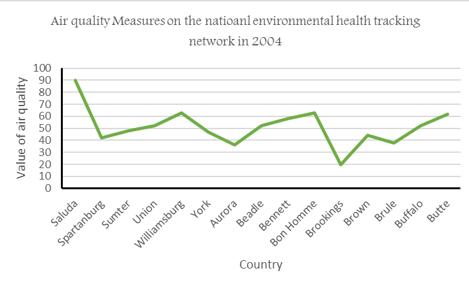 Air quality Measures on the natioanl environmental health tracking
network in 2004
Value of air quality
100
90
80
70
60
50
40
30
20
10
0
Saluda
Spartanburg
Sumter
Union
Williamsburg
York
Aurora
Beadle
Bennett
Bon Homme
Brookings
Brown
Brule
Buffalo
Butte
Country